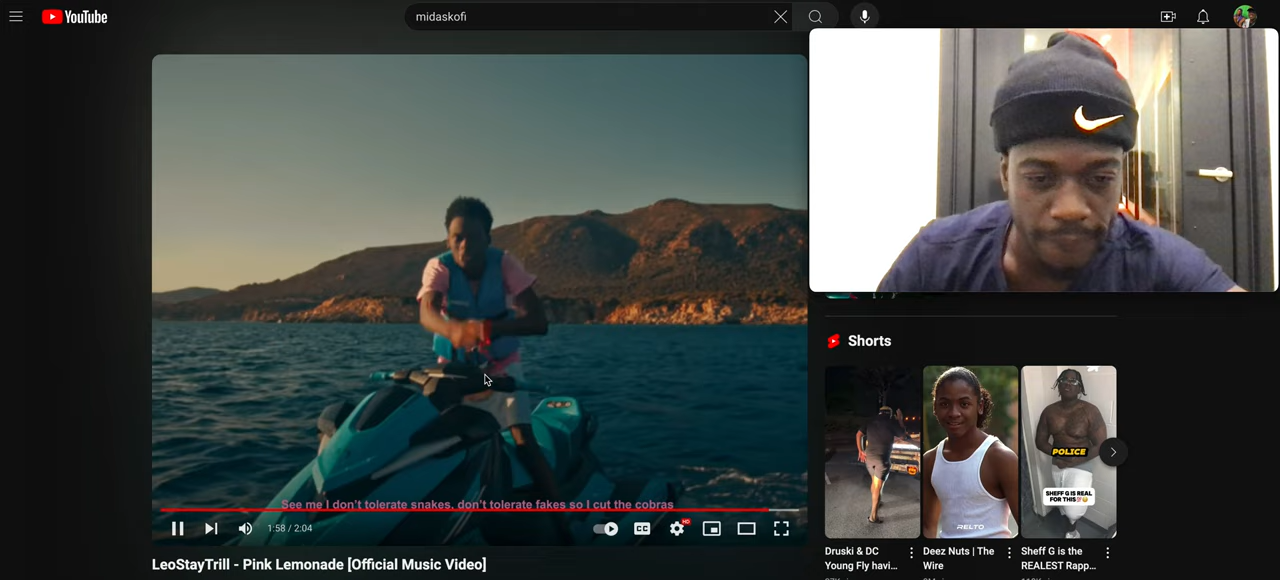 YouTube
midaskofi
See me I don't tolerate snakes, don't tolerate fakes so I cut the cobras
1:58 / 2:04
CC
HD
LeoStayTrill - Pink Lemonade [Official Music Video]
Shorts
RELTO
POLICE
SHEFF G IS REAL
FOR THIS
Druski & DC
Young Fly havi...
Deez Nuts | The
Wire
Sheff G is the
REALEST Rapp...